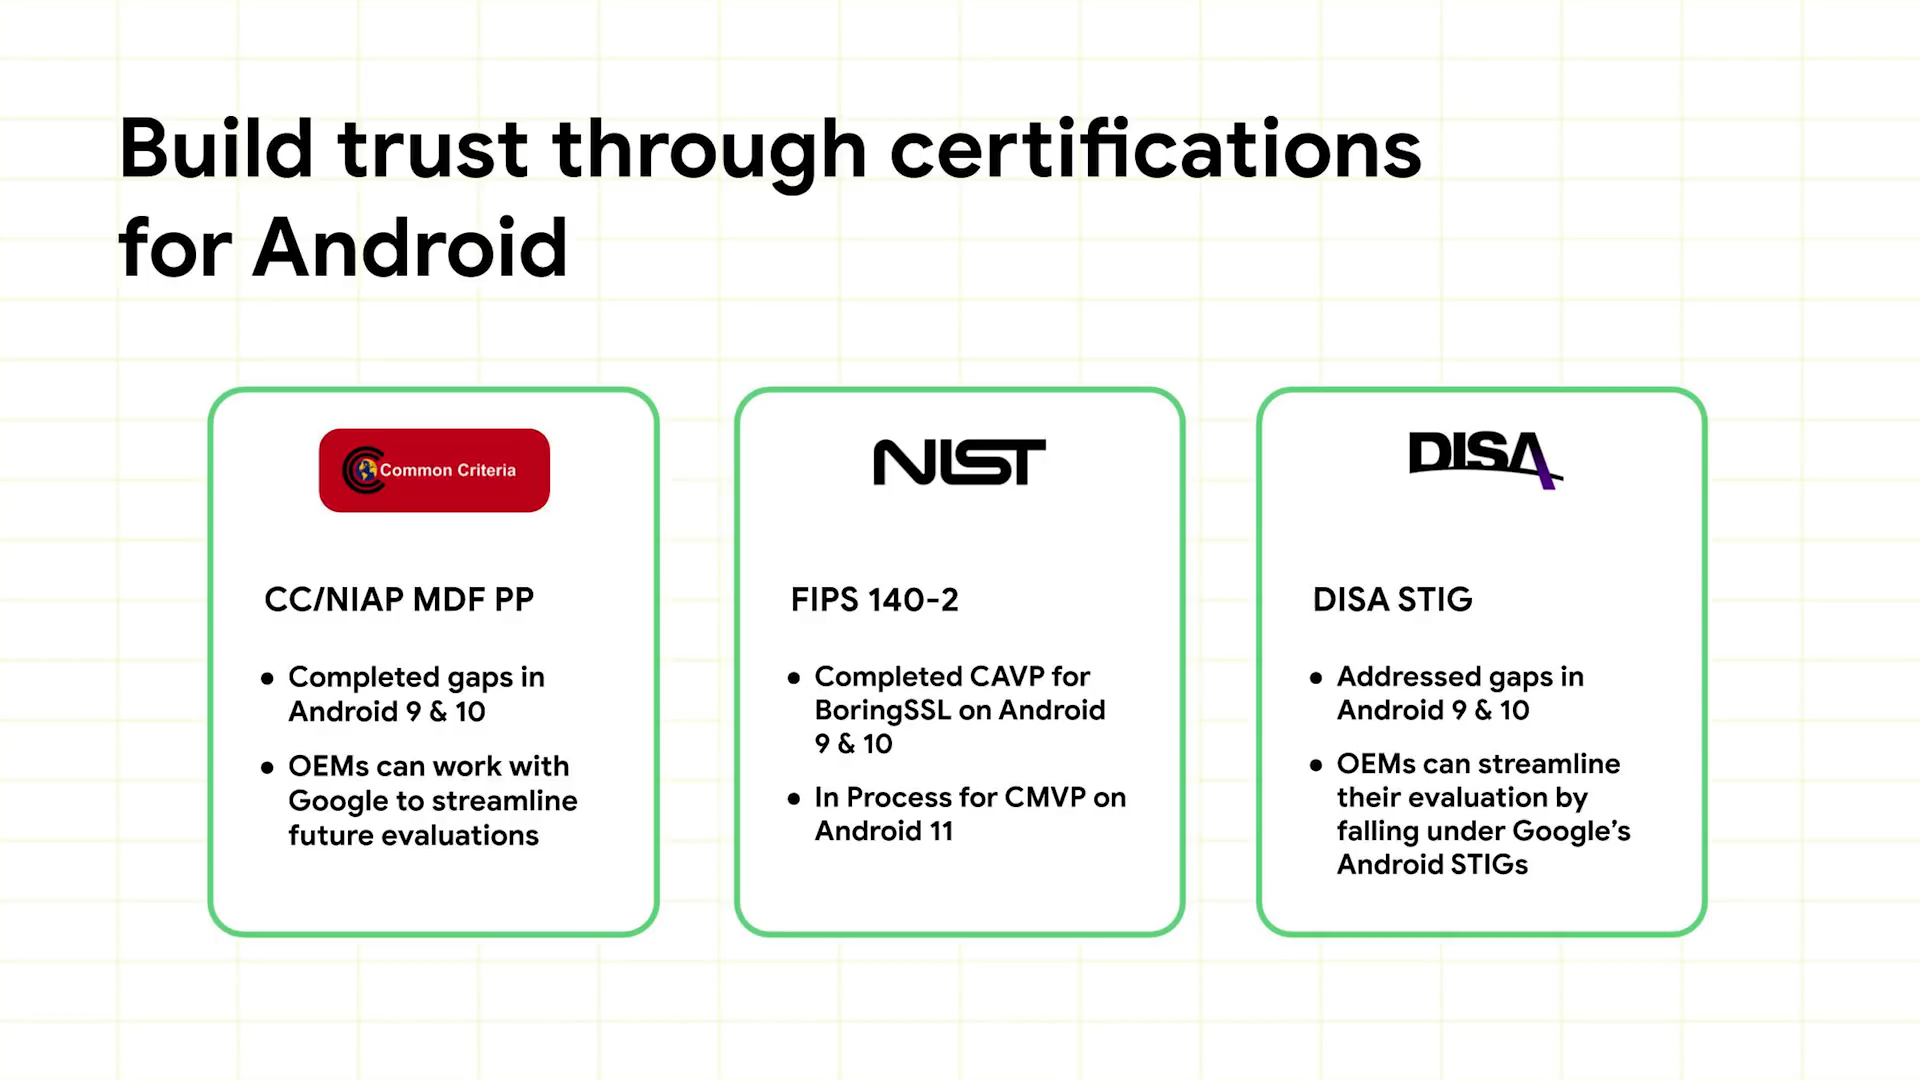 Build trust through certifications
for Android
Common Criteria
CC/NIAP MDF PP
● Completed gaps in
Android 9 & 10
● OEMs can work with
Google to streamline
future evaluations
NIST
FIPS 140-2
● Completed CAVP for
BoringSSL on Android
9 & 10
● In Process for CMVP on
Android 11
DISA
DISA STIG
● Addressed gaps in
Android 9 & 10
● OEMs can streamline
their evaluation by
falling under Google’s
Android STIGs